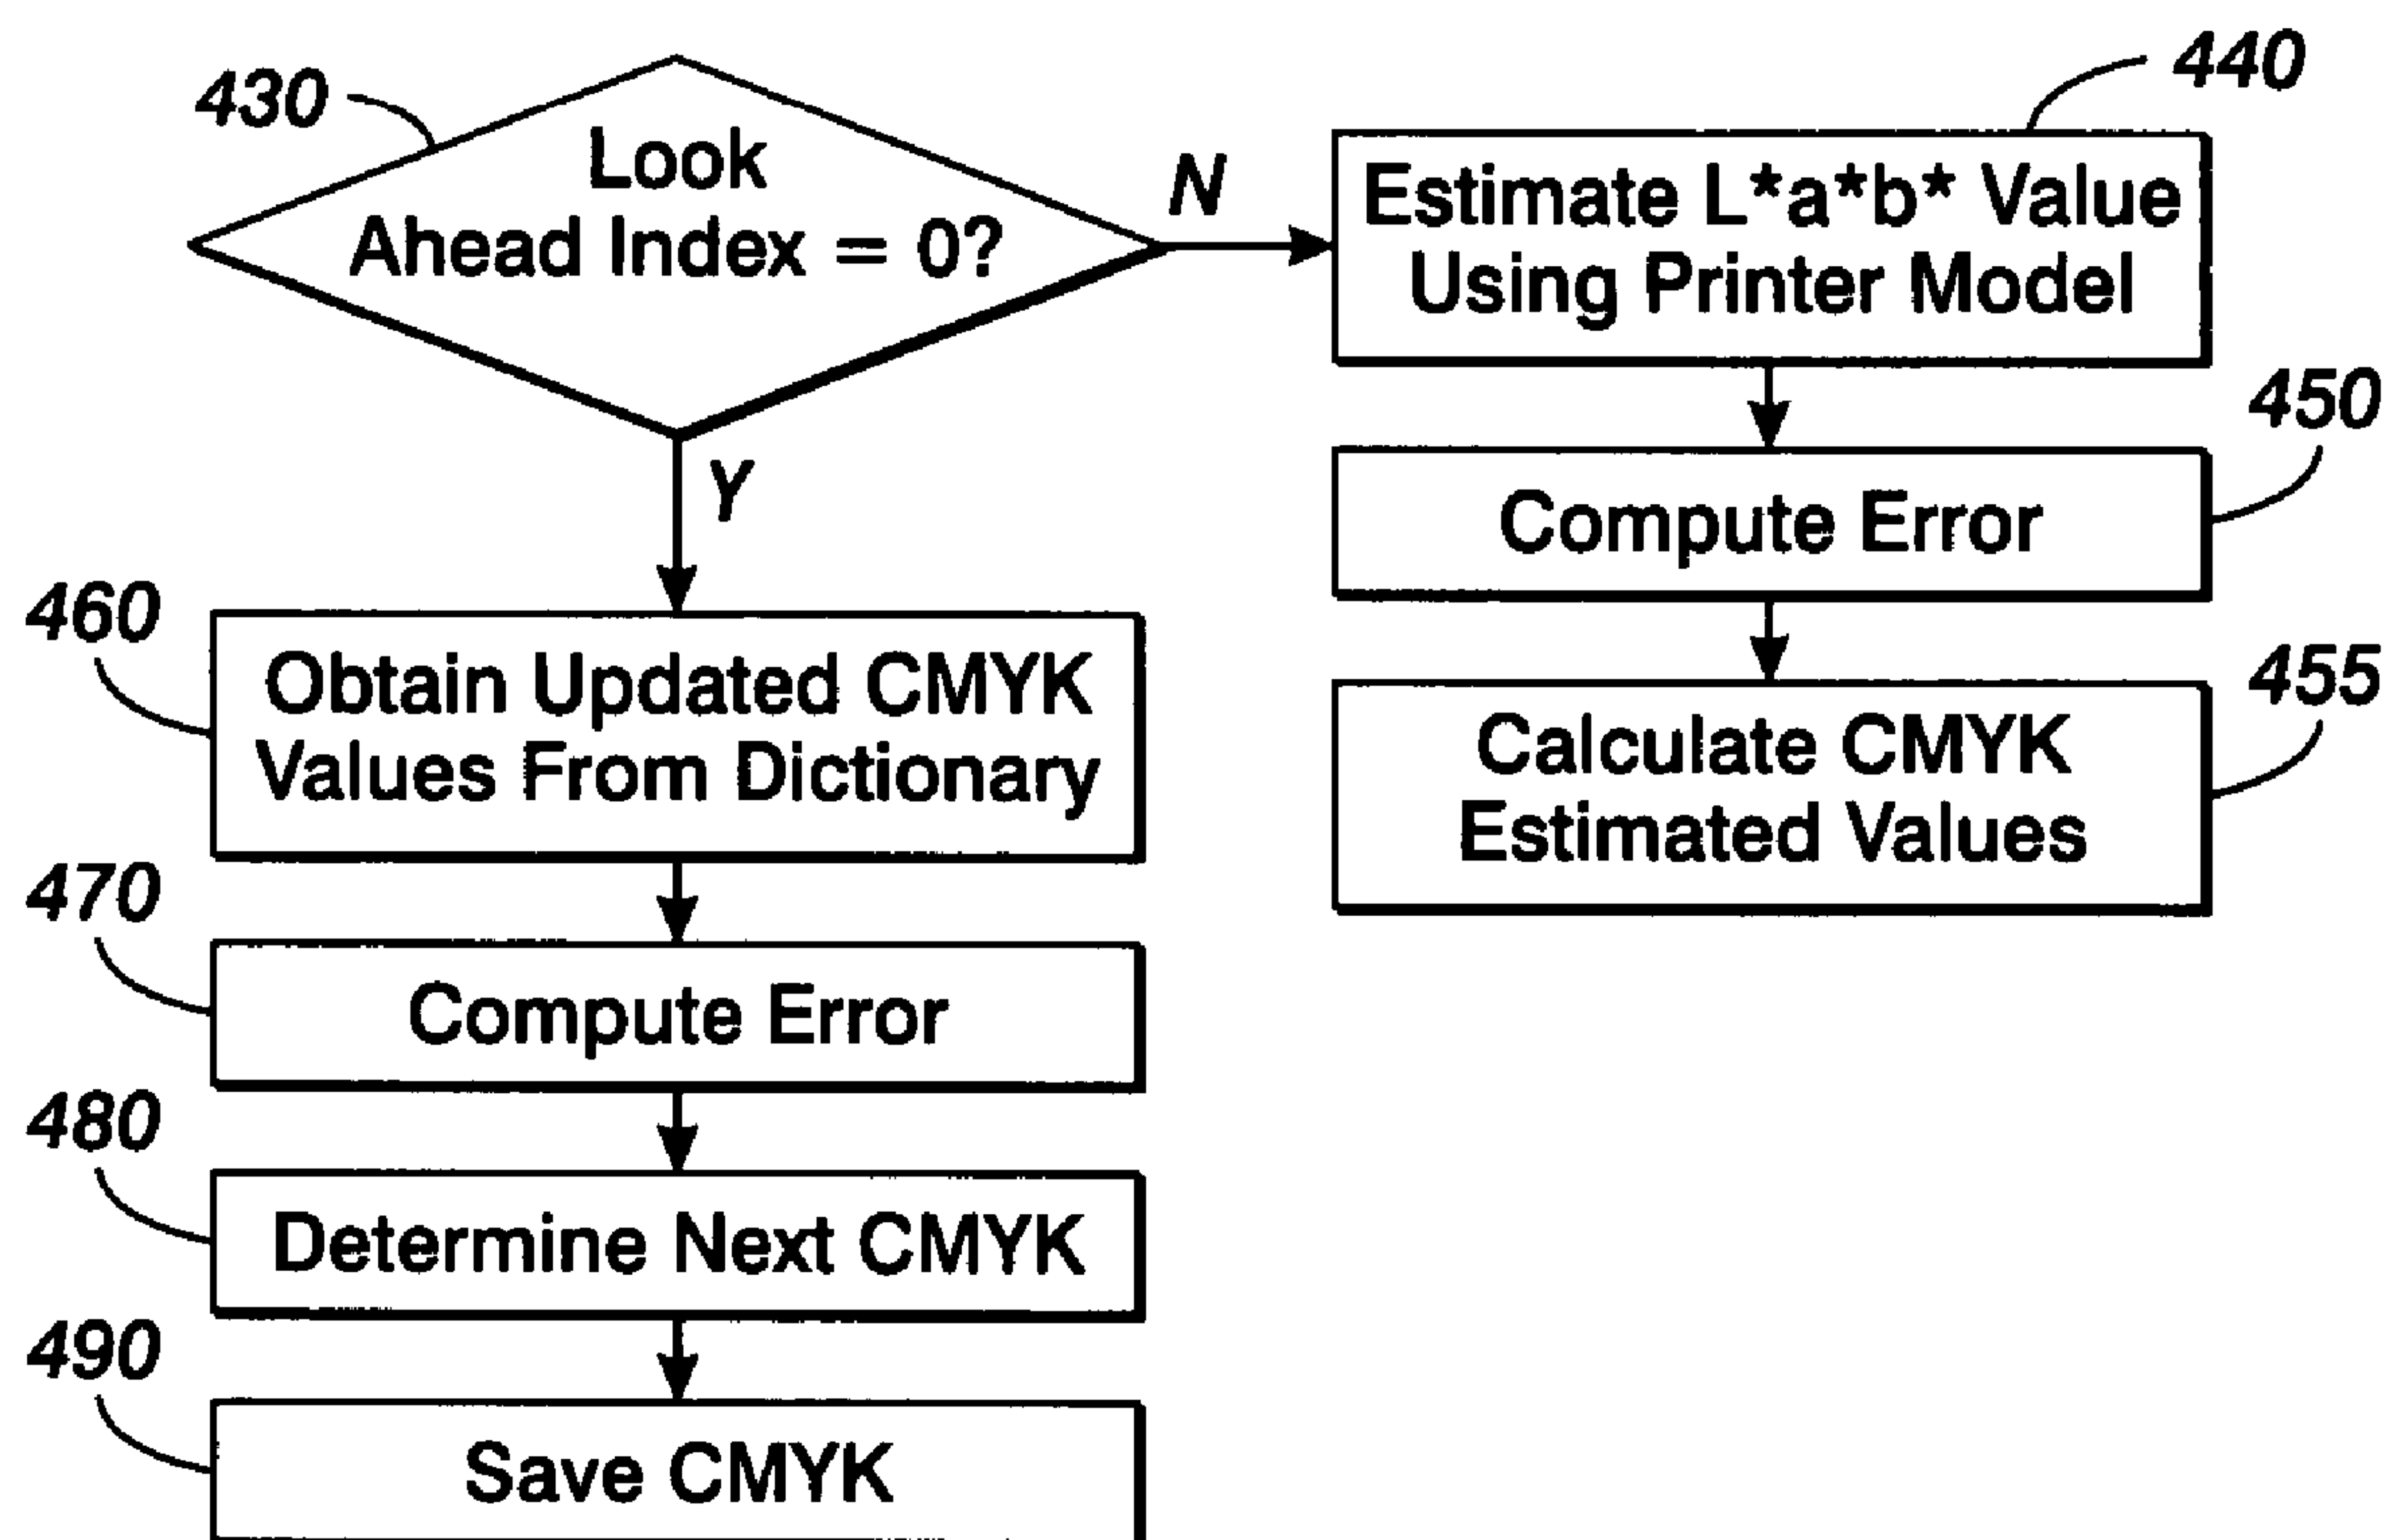 430
Look
Ahead Index = 0?
N
Y
440
Estimate L*a*b* Value
Using Printer Model
450
Compute Error
455
Calculate CMYK
Estimated Values
460
Obtain Updated CMYK
Values From Dictionary
470
Compute Error
480
Determine Next CMYK
490
Save CMYK